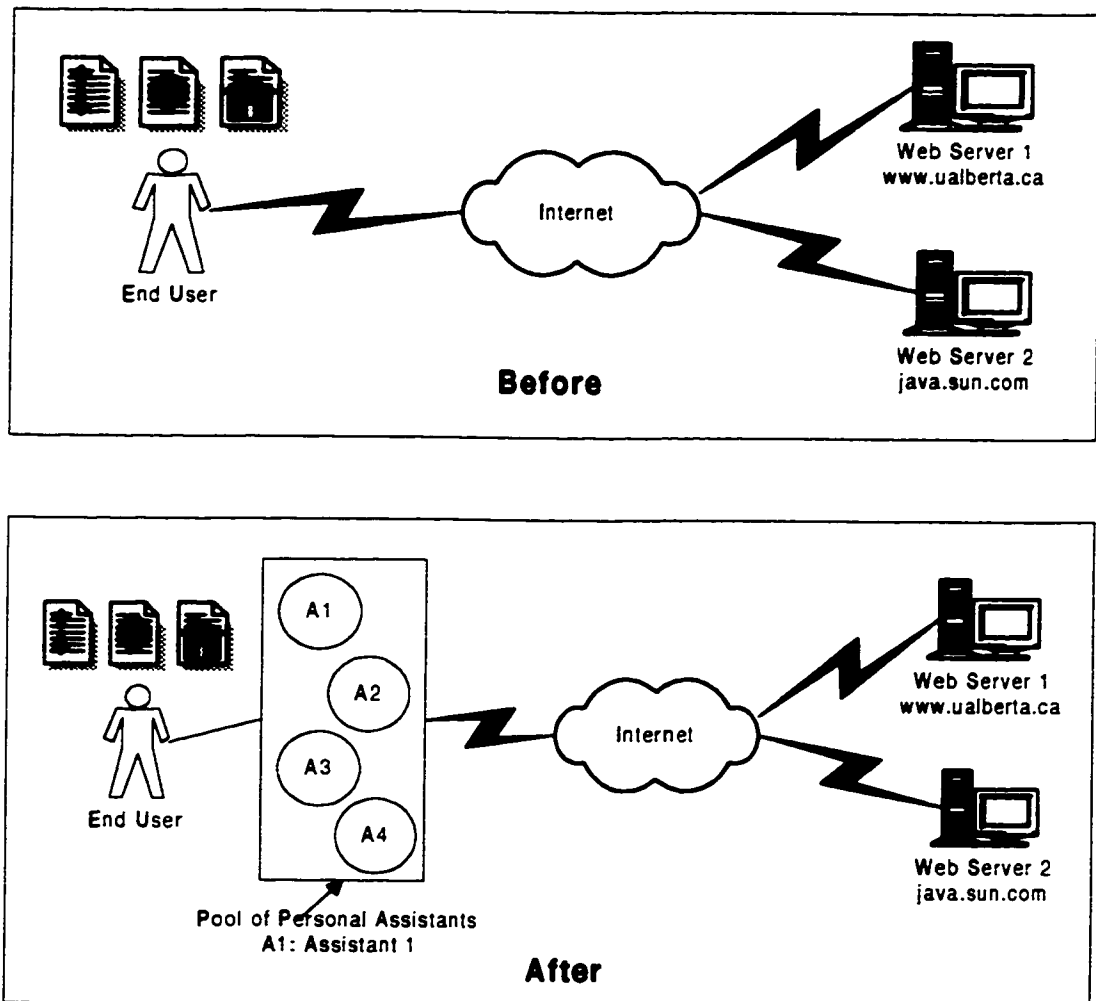 Web Server 1
www.ualberta.ca
Internet
End User
Web Server 2
java.sun.com
Before
A1
A2
Web Server 1
www.ualberta.ca
Internet
A3
End User
A4
Web Server 2
java.sun.com
Pool of Personal Assistants
A1: Assistant 1
After